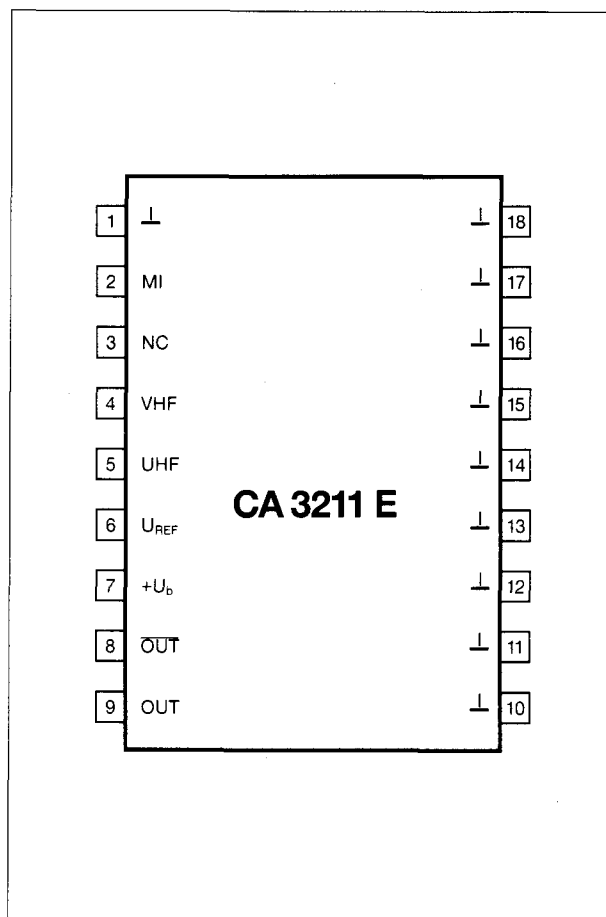 1 ⊥ ⊥ 18
2 MI ⊥ 17
3 NC ⊥ 16
4 VHF ⊥ 15
5 UHF ⊥ 14
CA 3211 E
6 U_REF ⊥ 13
7 +U_b ⊥ 12
8 O̅U̅T̅ ⊥ 11
9 OUT ⊥ 10